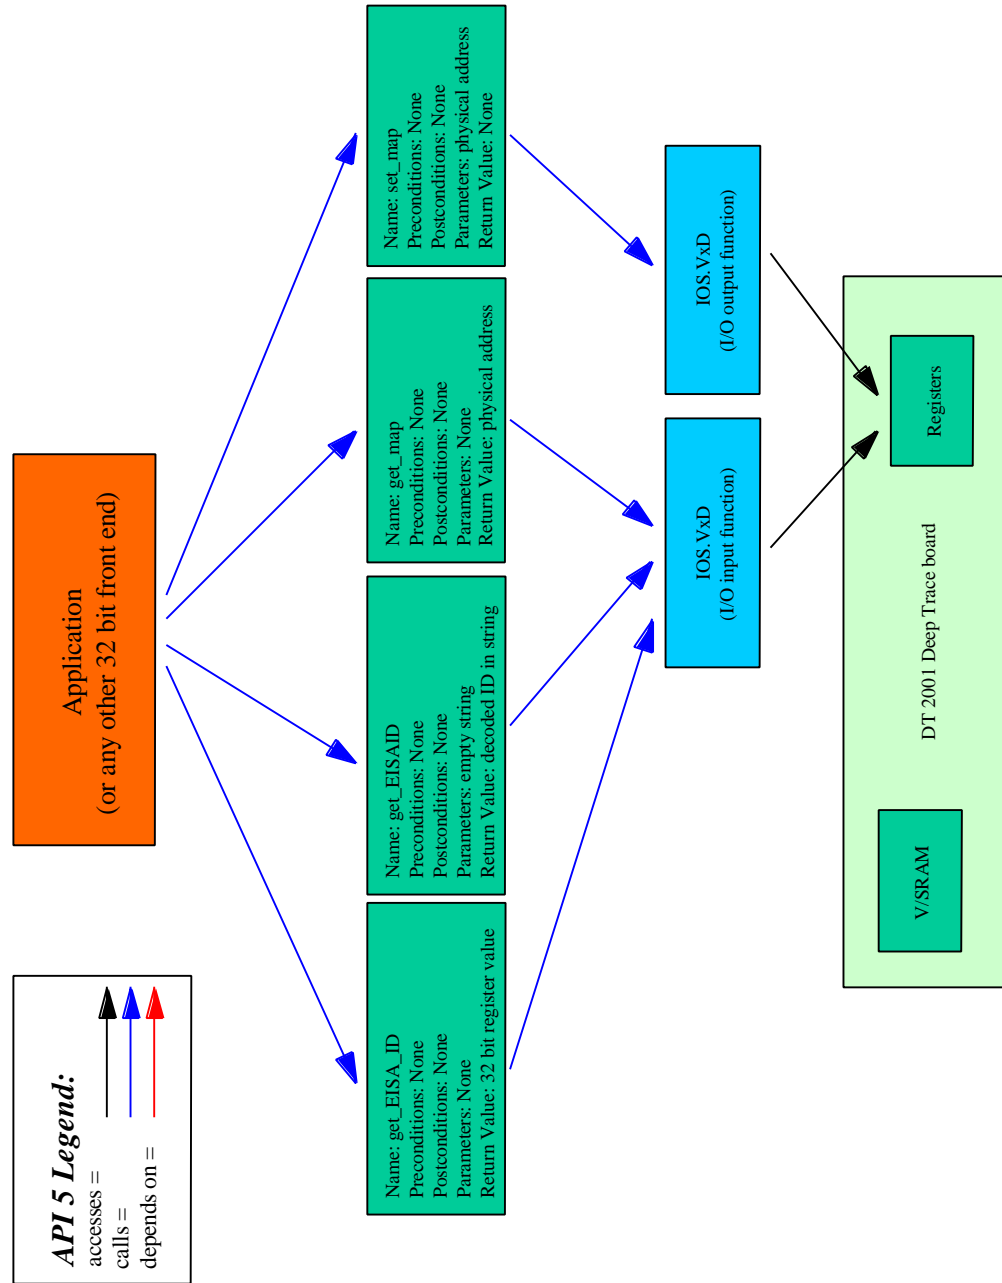 API 5 Legend:
accesses =
calls =
depends on =
Application
(or any other 32 bit front end)
Name: get_EISA_ID
Preconditions: None
Postconditions: None
Parameters: None
Return Value: 32 bit register value
Name: get_EISAID
Preconditions: None
Postconditions: None
Parameters: empty string
Return Value: decoded ID in string
Name: get_map
Preconditions: None
Postconditions: None
Parameters: None
Return Value: physical address
Name: set_map
Preconditions: None
Postconditions: None
Parameters: physical address
Return Value: None
IOS.VxD
(I/O input function)
IOS.VxD
(I/O output function)
V/SRAM
DT 2001 Deep Trace board
Registers